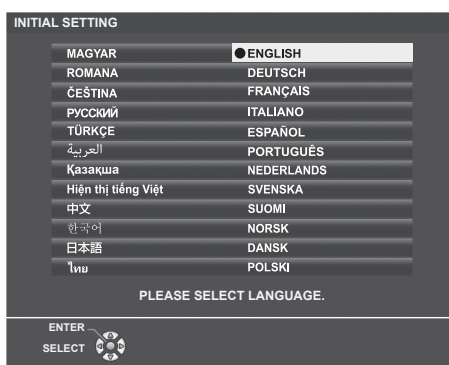 INITIAL SETTING
MAGYAR ENGLISH
ROMANA DEUTSCH
ČEŠTINA FRANÇAIS
РУССКИЙ ITALIANO
TÜRKÇE ESPAÑOL
العربية PORTUGUÊS
Қазақша NEDERLANDS
Hiện thị tiếng Việt SVENSKA
中文 SUOMI
한국어 NORSK
日本語 DANSK
ไทย POLSKI
PLEASE SELECT LANGUAGE.
ENTER
SELECT